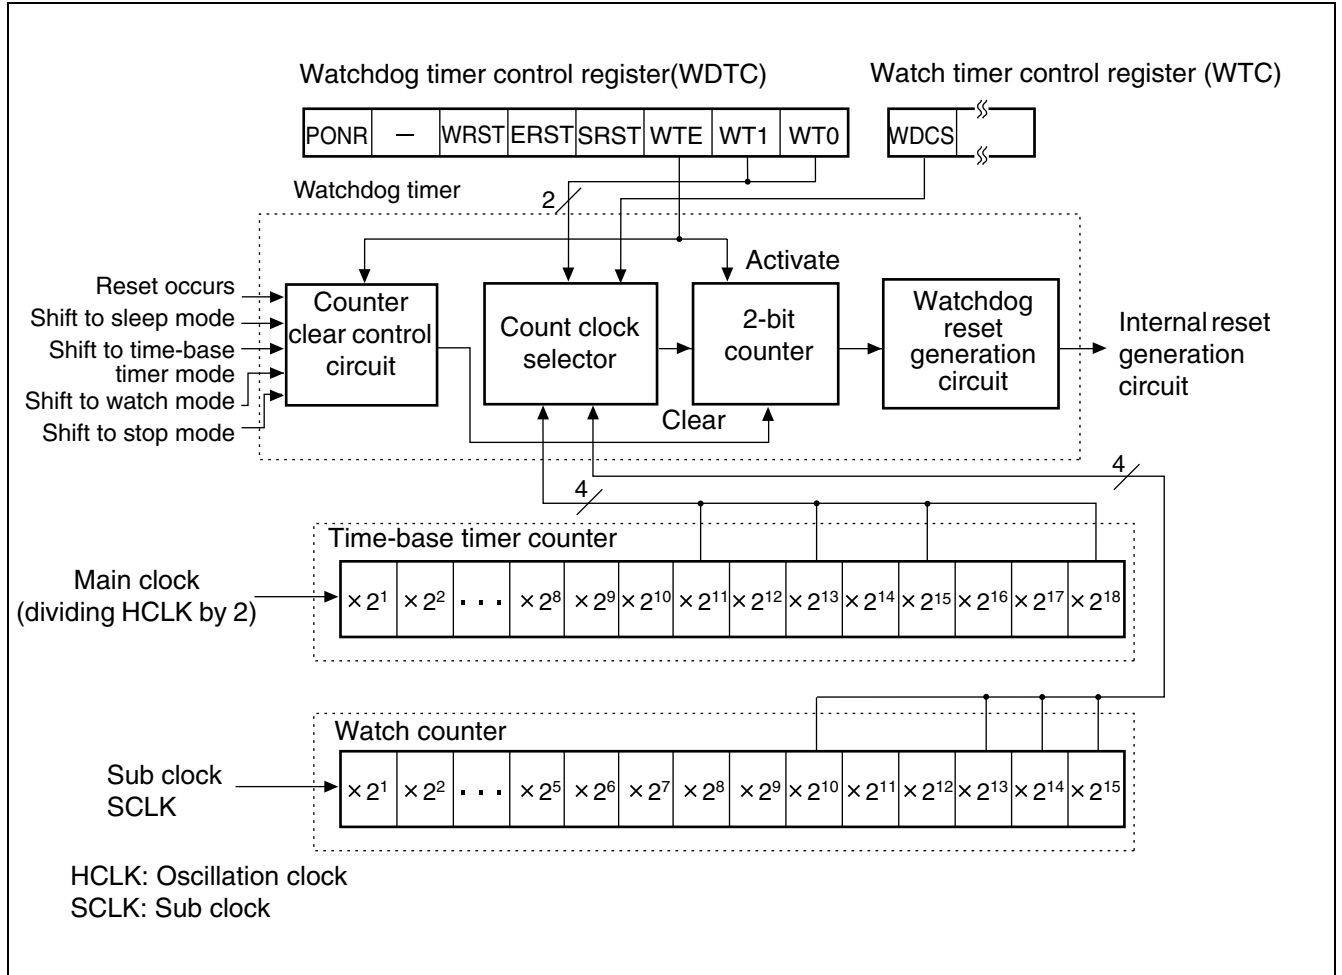 Watchdog timer control register(WDTC)
Watch timer control register (WTC)
PONR — WRST ERST SRST WTE WT1 WT0
WDCS
Watchdog timer
2
Activate
Reset occurs
Shift to sleep mode
Shift to time-base
timer mode
Shift to watch mode
Shift to stop mode
Counter
clear control
circuit
Count clock
selector
2-bit
counter
Watchdog
reset
generation
circuit
Internal reset
generation
circuit
Clear
4
4
Time-base timer counter
Main clock
(dividing HCLK by 2)
×2¹ ×2² ··· ×2⁸ ×2⁹ ×2¹⁰ ×2¹¹ ×2¹² ×2¹³ ×2¹⁴ ×2¹⁵ ×2¹⁶ ×2¹⁷ ×2¹⁸
Watch counter
Sub clock
SCLK
×2¹ ×2² ··· ×2⁵ ×2⁶ ×2⁷ ×2⁸ ×2⁹ ×2¹⁰ ×2¹¹ ×2¹² ×2¹³ ×2¹⁴ ×2¹⁵
HCLK: Oscillation clock
SCLK: Sub clock